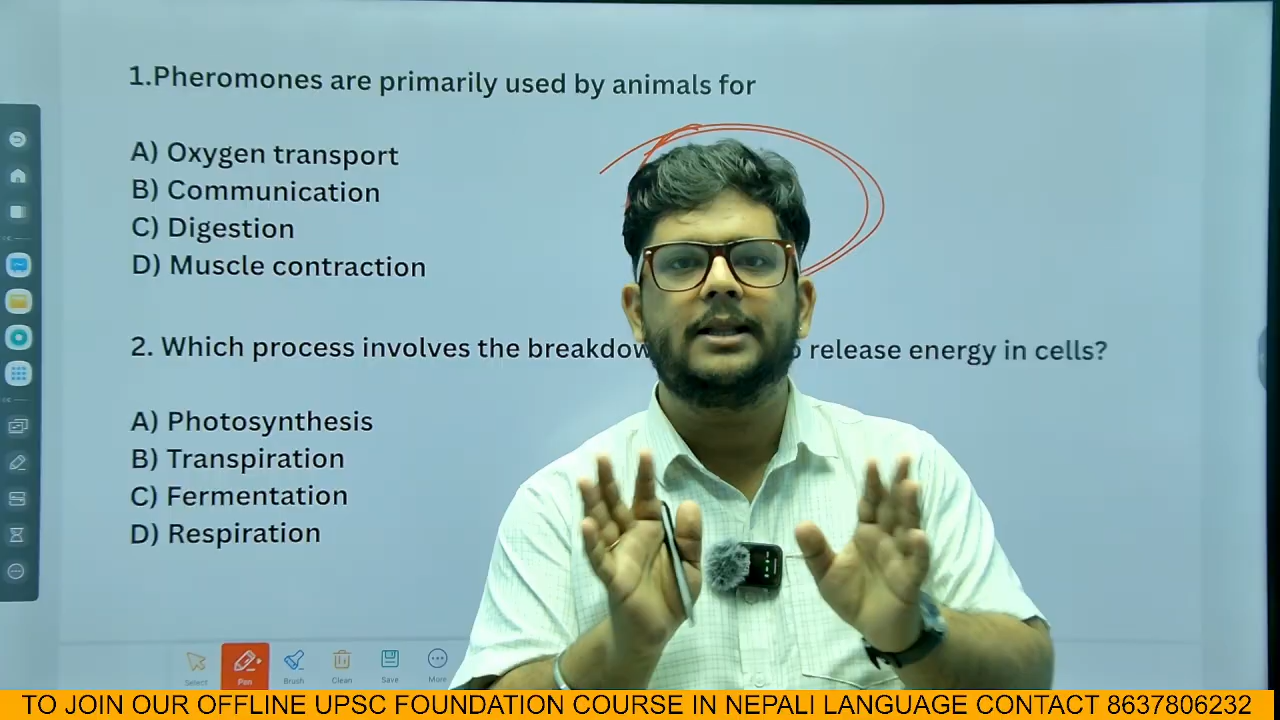 1.Pheromones are primarily used by animals for
A) Oxygen transport
B) Communication
C) Digestion
D) Muscle contraction
2. Which process involves the release energy in cells?
A) Photosynthesis
B) Transpiration
C) Fermentation
D) Respiration
Select
Pen
Brush
Clean
Save
More
TO JOIN OUR OFFLINE UPSC FOUNDATION COURSE IN NEPALI LANGUAGE CONTACT 8637806232